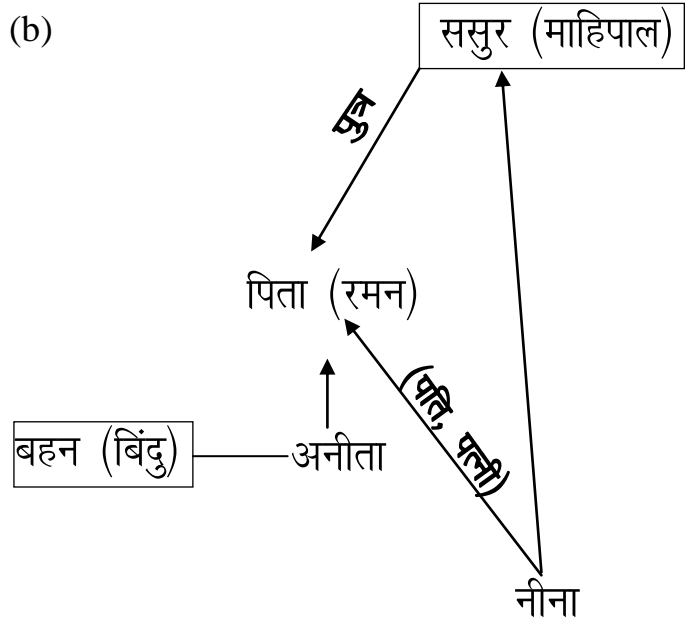 (b)
ससुर (माहिपाल)
पुत्र
पिता (रमन)
(पति, पत्नी)
बहन (बिंदु)
अनीता
नीना